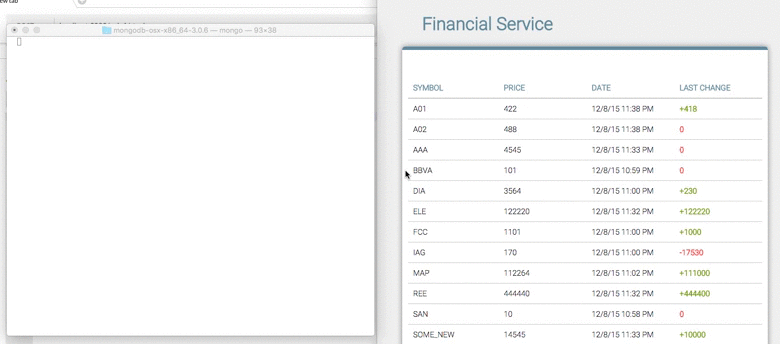 mongodb-osx-x86_64-3.0.6 — mongo — 93×36
Financial Service
SYMBOL PRICE DATE LAST CHANGE
A01 422 12/8/15 11:38 PM +418
A02 488 12/8/15 11:38 PM 0
AAA 4545 12/8/15 11:33 PM 0
BBVA 101 12/8/15 10:59 PM 0
DIA 3564 12/8/15 11:00 PM +230
ELE 122220 12/8/15 11:32 PM +122220
FCC 1101 12/8/15 11:00 PM +1000
IAG 170 12/8/15 11:00 PM -17530
MAP 112264 12/8/15 11:02 PM +111000
REE 444440 12/8/15 11:32 PM +444400
SAN 10 12/8/15 10:58 PM 0
SOME_NEW 14545 12/8/15 11:33 PM +10000